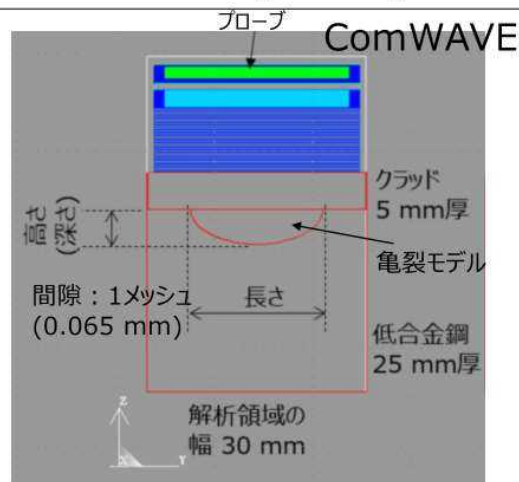 プローブ
ComWAVE
クラッド
5 mm厚
高さ
(深さ)
亀裂モデル
間隙：1メッシュ
(0.065 mm)
長さ
低合金鋼
25 mm厚
解析領域の
幅 30 mm
Z
X
Y